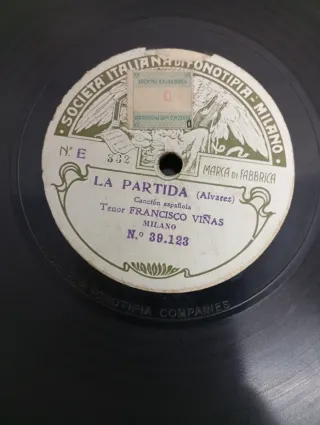 SOCIETÀ ITALIANA DI FONOTIPIA - MILANO
D
Nº. E 332
MARCA DI FABBRICA
LA PARTIDA (Alvares)
Canción española
Tenor FRANCISCO VIÑAS
MILANO
N.º 39.123
FONOTIPIA COMPANIES